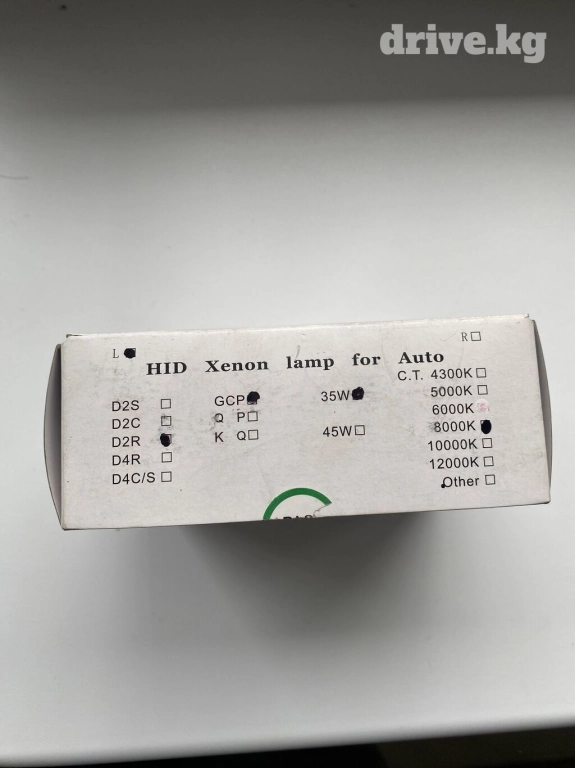 drive.kg
L R
HID Xenon lamp for Auto
D2S GCP 35W C.T. 4300K
5000K
D2C Q P 6000K
D2R K Q 45W 8000K
D4R 10000K
D4C/S 12000K
Other